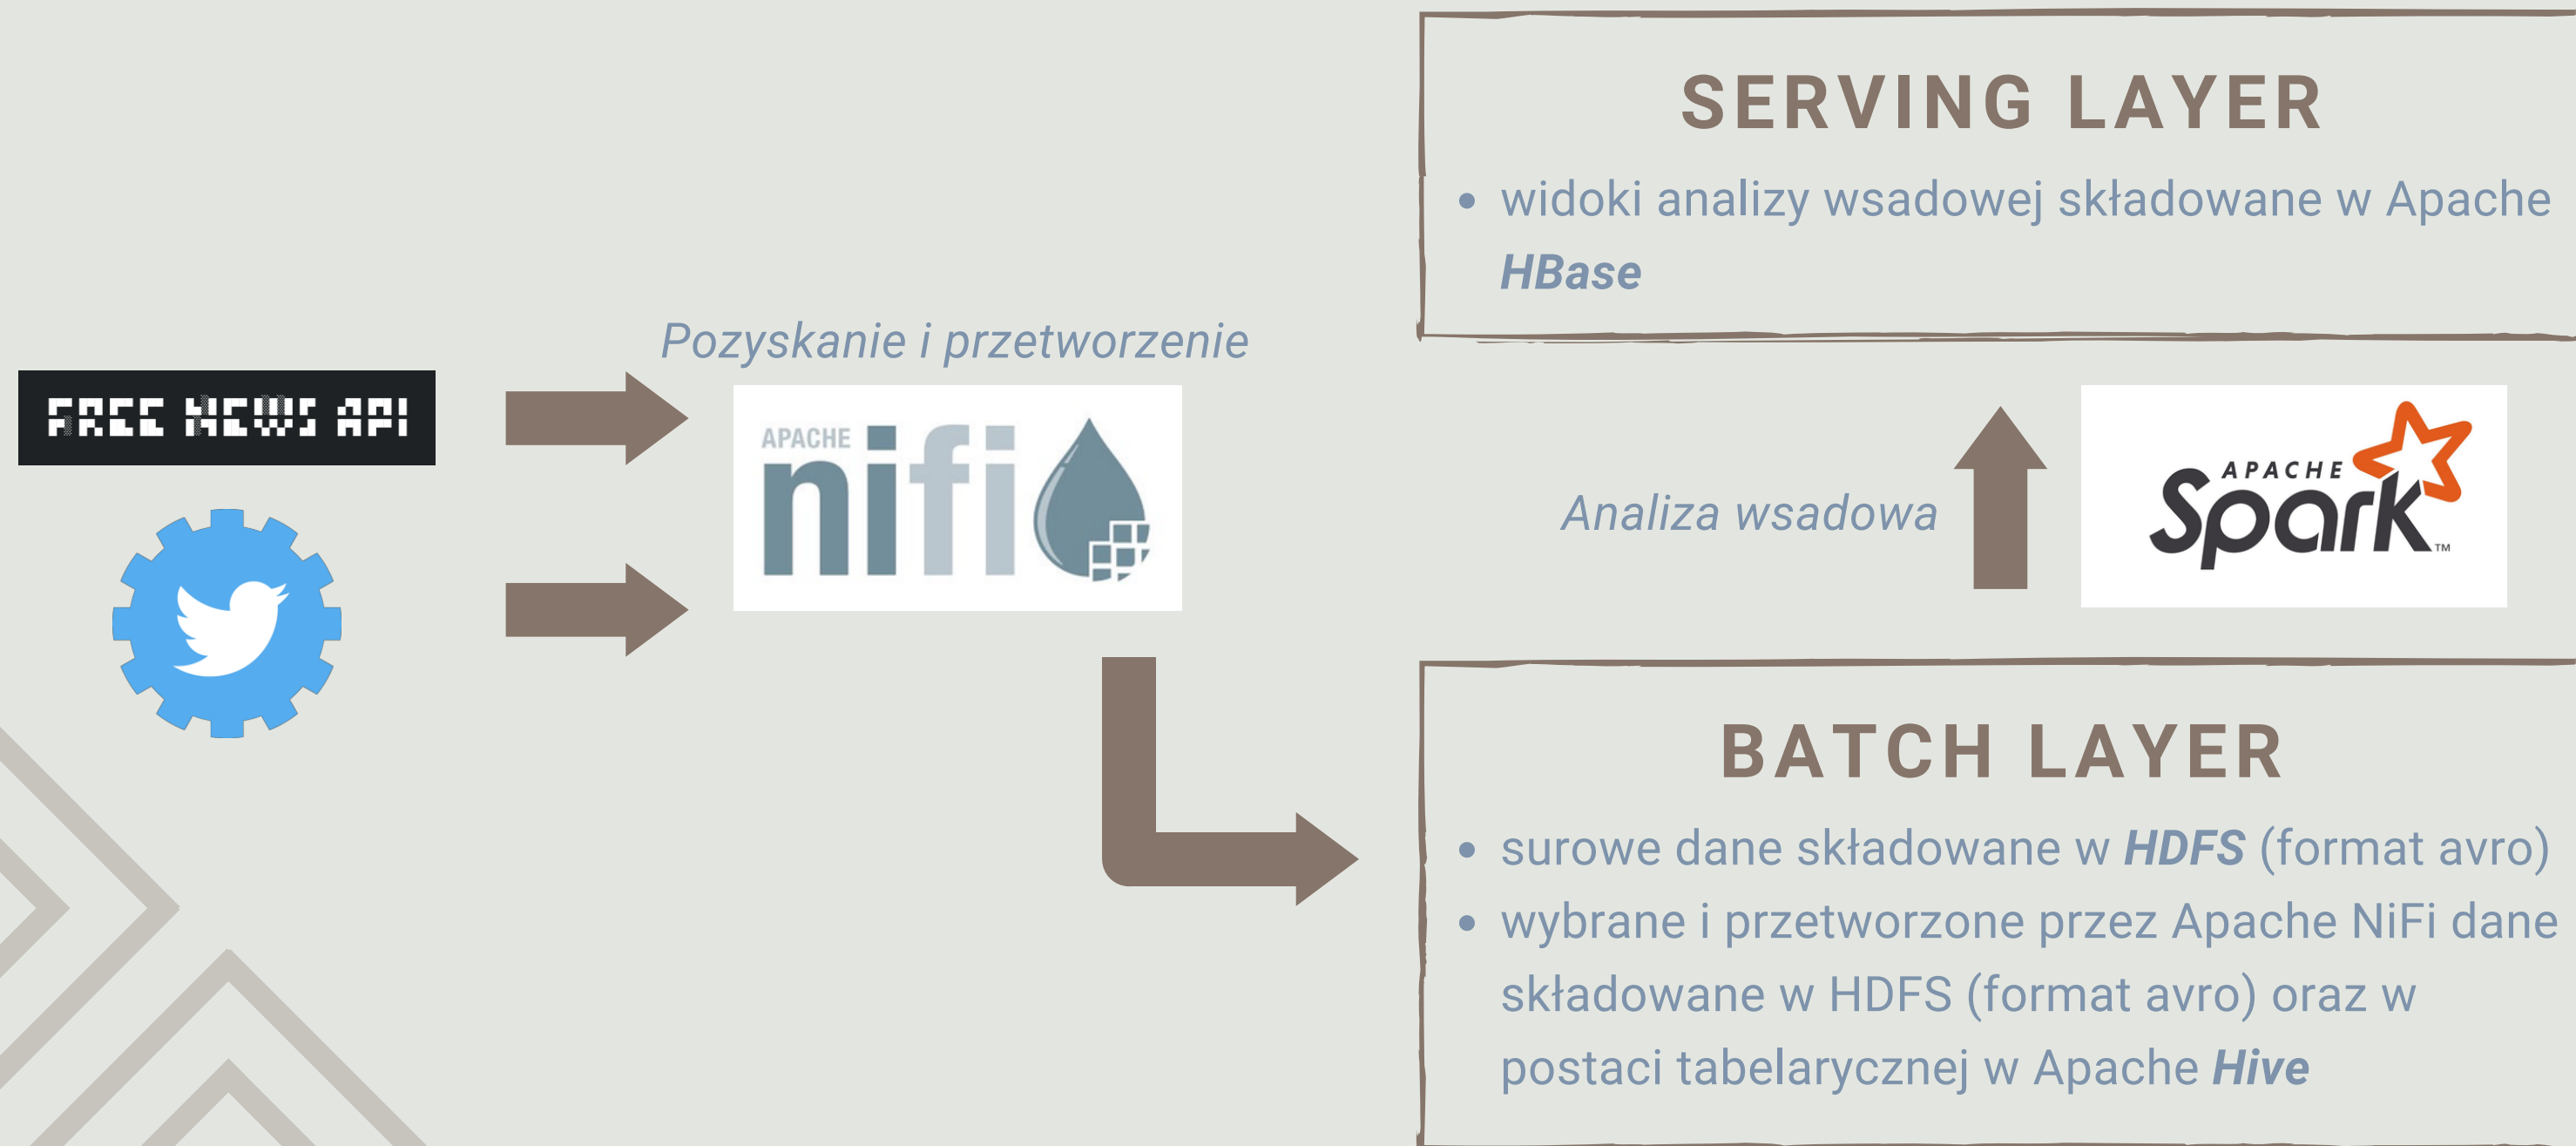 SERVING LAYER
• widoki analizy wsadowej składowane w Apache
HBase
Pozyskanie i przetworzenie
FREE NEWS API
APACHE
nifi
APACHE
Spark™
Analiza wsadowa
BATCH LAYER
• surowe dane składowane w HDFS (format avro)
• wybrane i przetworzone przez Apache NiFi dane
składowane w HDFS (format avro) oraz w
postaci tabelarycznej w Apache Hive